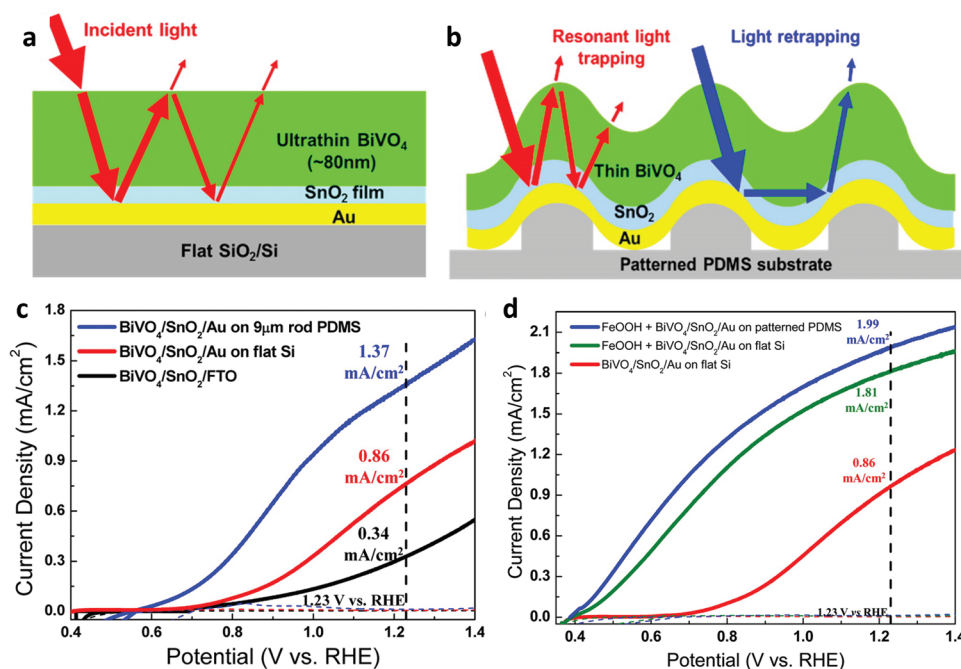 a
Incident light
Ultrathin BiVO₄
(~80nm)
SnO₂ film
Au
Flat SiO₂/Si
b
Resonant light
trapping
Light retrapping
Thin BiVO₄
SnO₂
Au
Patterned PDMS substrate
c
Current Density (mA/cm²)
1.8
1.5
1.2
0.9
0.6
0.3
0.0
BiVO₄/SnO₂/Au on 9μm rod PDMS
BiVO₄/SnO₂/Au on flat Si
BiVO₄/SnO₂/FTO
1.37
mA/cm²
0.86
mA/cm²
0.34
mA/cm²
1.23 V vs. RHE
0.4 0.6 0.8 1.0 1.2 1.4
Potential (V vs. RHE)
d
Current Density (mA/cm²)
2.1
1.8
1.5
1.2
0.9
0.6
0.3
0.0
FeOOH + BiVO₄/SnO₂/Au on patterned PDMS
FeOOH + BiVO₄/SnO₂/Au on flat Si
BiVO₄/SnO₂/Au on flat Si
1.99
mA/cm²
1.81
mA/cm²
0.86
mA/cm²
1.23 V vs. RHE
0.4 0.6 0.8 1.0 1.2 1.4
Potential (V vs. RHE)